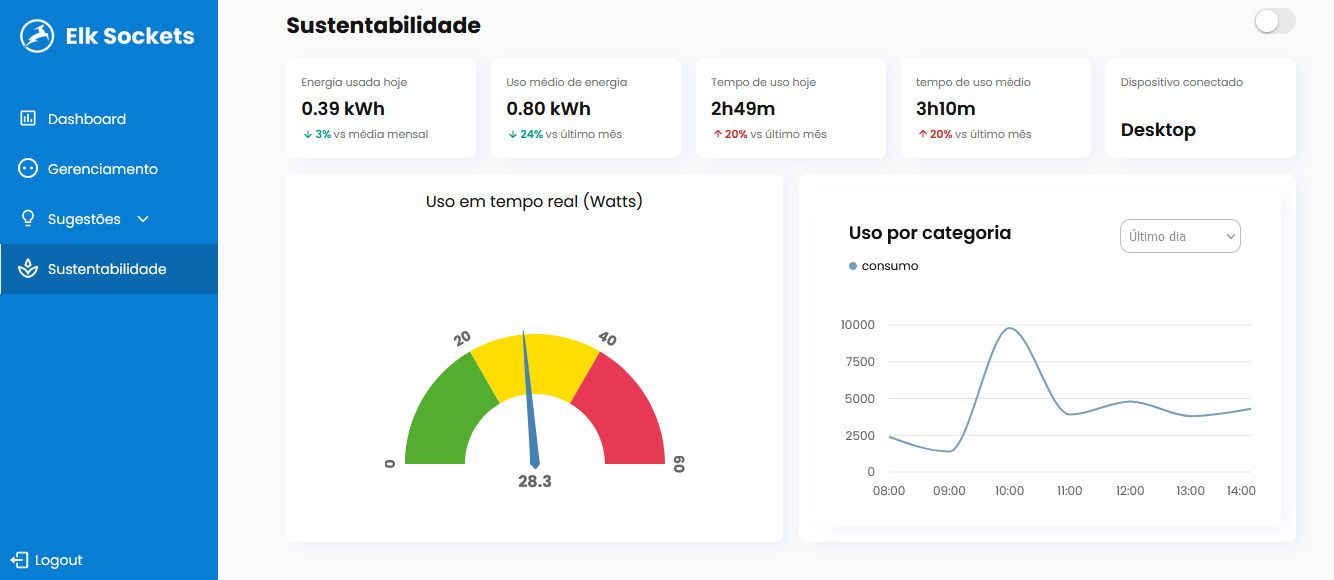 Elk Sockets
Dashboard
Gerenciamento
Sugestões
Sustentabilidade
Logout
Sustentabilidade
Energia usada hoje
0.39 kWh
↓ 3% vs média mensal
Uso médio de energia
0.80 kWh
↓ 24% vs último mês
Tempo de uso hoje
2h49m
↑ 20% vs último mês
tempo de uso médio
3h10m
↑ 20% vs último mês
Dispositivo conectado
Desktop
Uso em tempo real (Watts)
0
20
40
60
28.3
Uso por categoria
Último dia
consumo
10000
7500
5000
2500
0
08:00 09:00 10:00 11:00 12:00 13:00 14:00